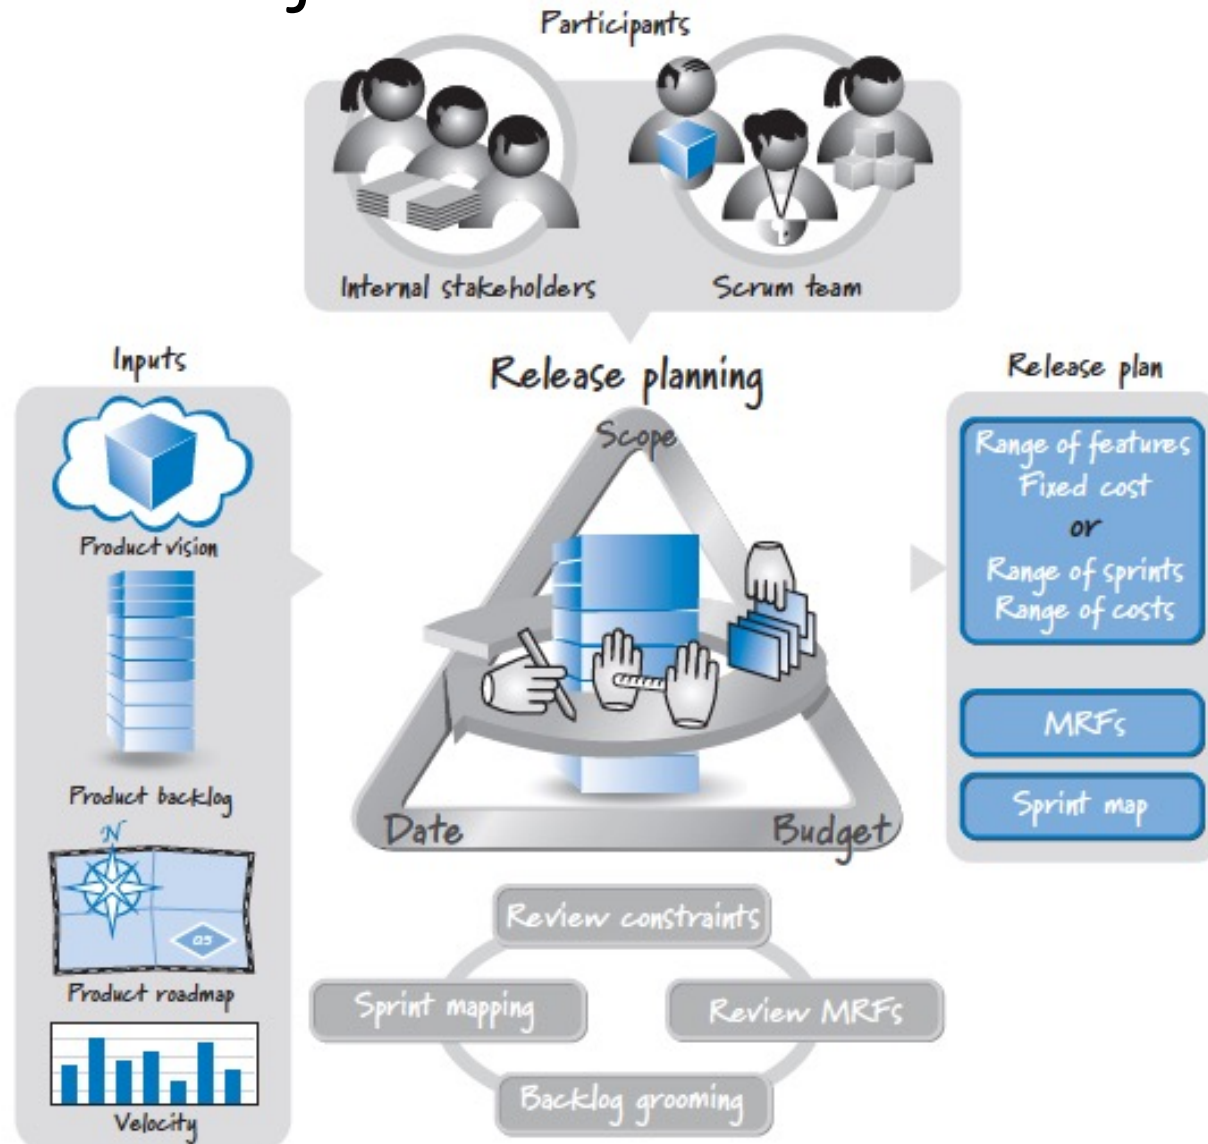 Participants
Internal stakeholders
Scrum team
Inputs
Product vision
Product backlog
N
Product roadmap
Velocity
Release planning
Scope
Date
Budget
Review constraints
Sprint mapping
Review MRFs
Backlog grooming
Release plan
Range of features
Fixed cost
or
Range of sprints
Range of costs
MRFs
Sprint map